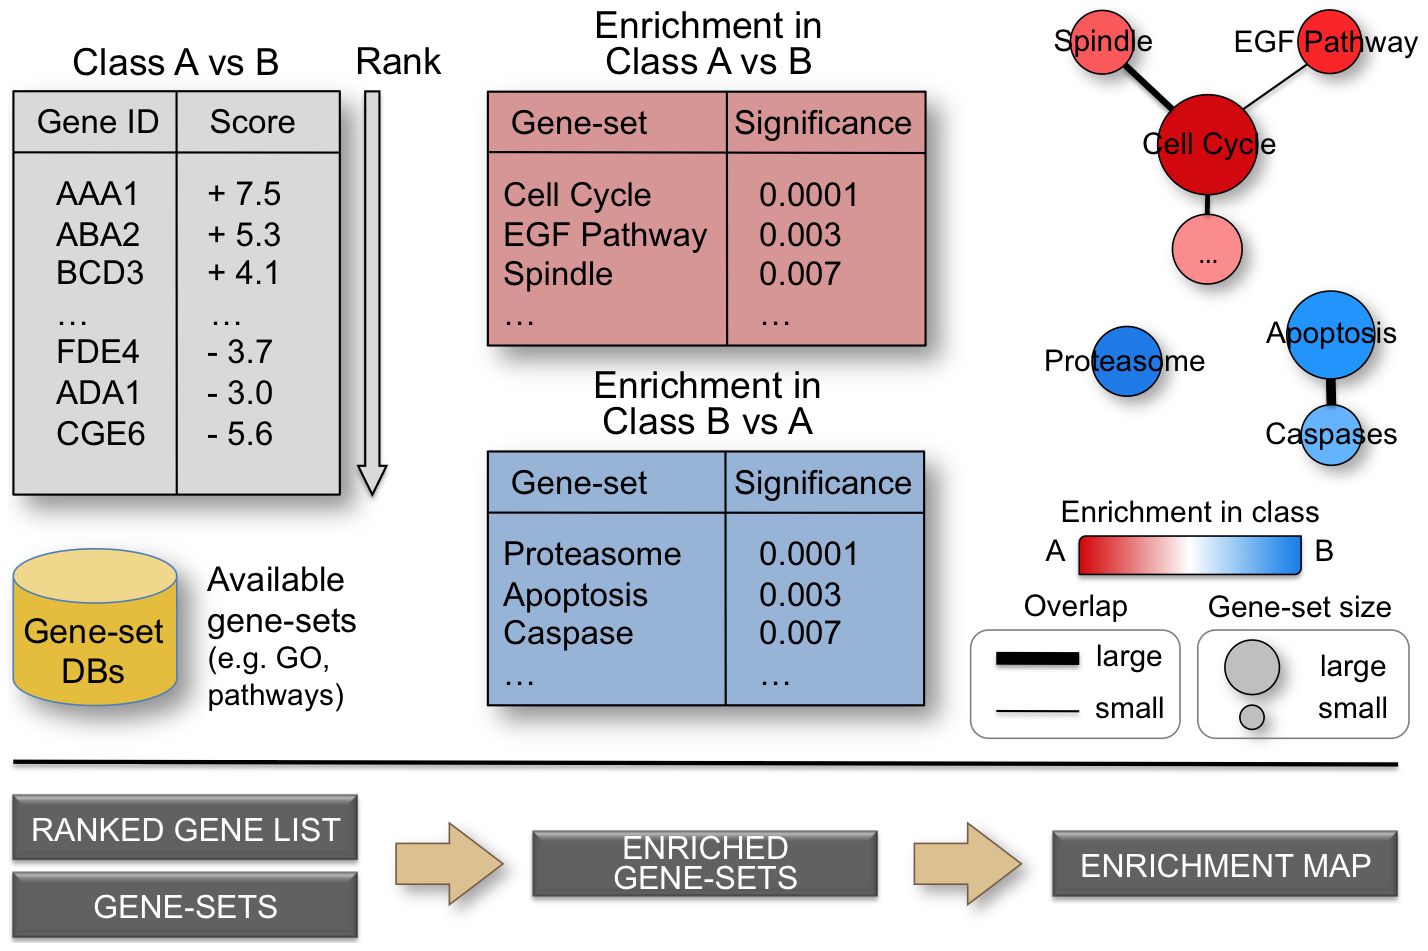 Class A vs B
Rank
Gene ID Score
AAA1 + 7.5
ABA2 + 5.3
BCD3 + 4.1
… …
FDE4 - 3.7
ADA1 - 3.0
CGE6 - 5.6
Gene-set
DBs
Available
gene-sets
(e.g. GO,
pathways)
Enrichment in
Class A vs B
Gene-set Significance
Cell Cycle 0.0001
EGF Pathway 0.003
Spindle 0.007
… …
Enrichment in
Class B vs A
Gene-set Significance
Proteasome 0.0001
Apoptosis 0.003
Caspase 0.007
… …
Spindle
EGF Pathway
Cell Cycle
...
Proteasome
Apoptosis
Caspases
Enrichment in class
A B
Overlap
large
small
Gene-set size
large
small
RANKED GENE LIST
GENE-SETS
ENRICHED
GENE-SETS
ENRICHMENT MAP